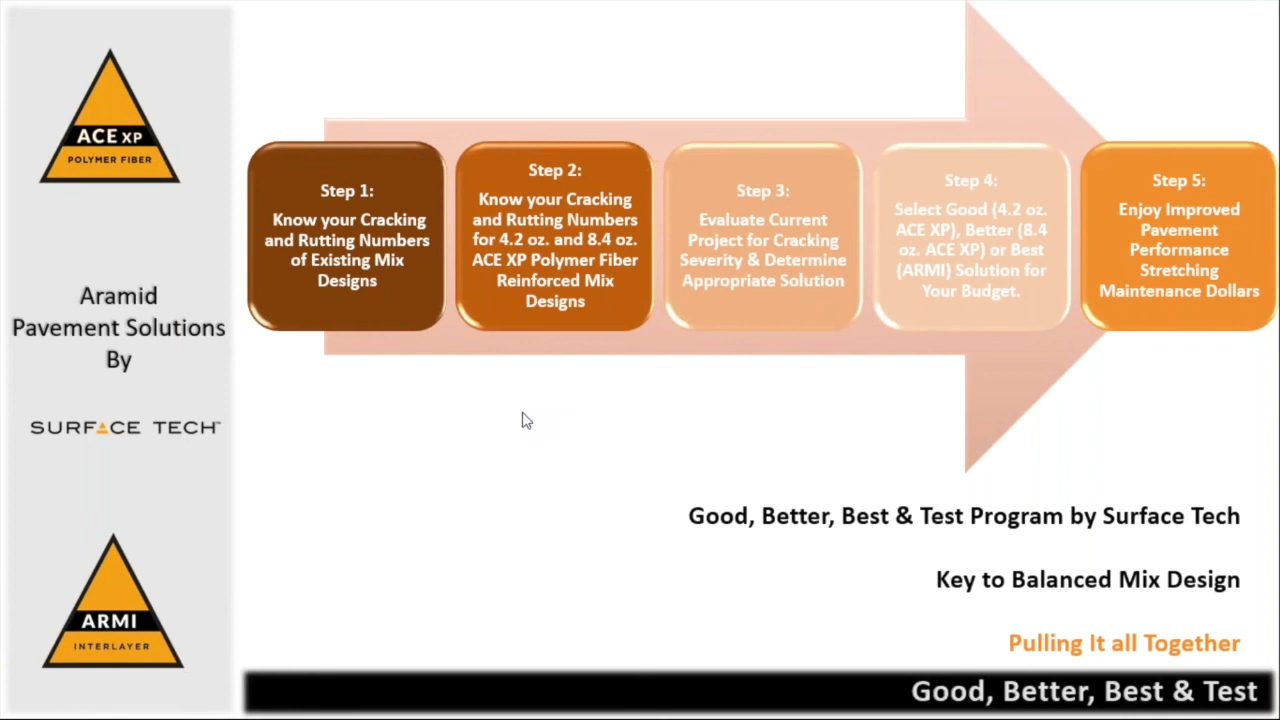 ACE XP
POLYMER FIBER
Aramid
Pavement Solutions
By
SURFACE TECH™
ARMI
INTERLAYER
Step 1:
Know your Cracking
and Rutting Numbers
of Existing Mix
Designs
Step 2:
Know your Cracking
and Rutting Numbers
for 4.2 oz. and 8.4 oz.
ACE XP Polymer Fiber
Reinforced Mix
Designs
Step 3:
Evaluate Current
Project for Cracking
Severity & Determine
Appropriate Solution
Step 4:
Select Good (4.2 oz.
ACE XP), Better (8.4
oz. ACE XP) or Best
(ARMI) Solution for
Your Budget.
Step 5:
Enjoy Improved
Pavement
Performance
Stretching
Maintenance Dollars
Good, Better, Best & Test Program by Surface Tech
Key to Balanced Mix Design
Pulling It all Together
Good, Better, Best & Test